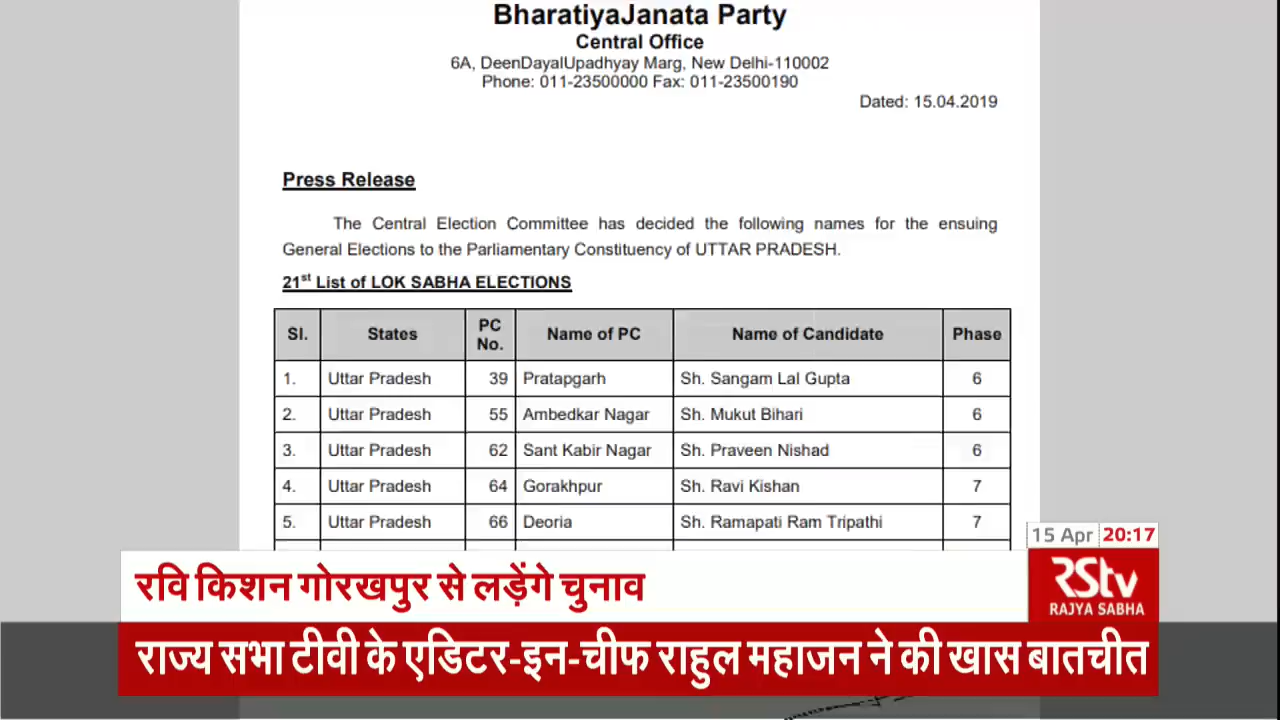 BharatiyaJanata Party
Central Office
6A, DeenDayalUpadhyay Marg, New Delhi-110002
Phone: 011-23500000 Fax: 011-23500190
Dated: 15.04.2019
Press Release
The Central Election Committee has decided the following names for the ensuing
General Elections to the Parliamentary Constituency of UTTAR PRADESH.
21st List of LOK SABHA ELECTIONS
Sl. States PC No. Name of PC Name of Candidate Phase
1. Uttar Pradesh 39 Pratapgarh Sh. Sangam Lal Gupta 6
2. Uttar Pradesh 55 Ambedkar Nagar Sh. Mukut Bihari 6
3. Uttar Pradesh 62 Sant Kabir Nagar Sh. Praveen Nishad 6
4. Uttar Pradesh 64 Gorakhpur Sh. Ravi Kishan 7
5. Uttar Pradesh 66 Deoria Sh. Ramapati Ram Tripathi 7
15 Apr 20:17
रवि किशन गोरखपुर से लड़ेंगे चुनाव
RStv
RAJYA SABHA
राज्य सभा टीवी के एडिटर-इन-चीफ राहुल महाजन ने की खास बातचीत